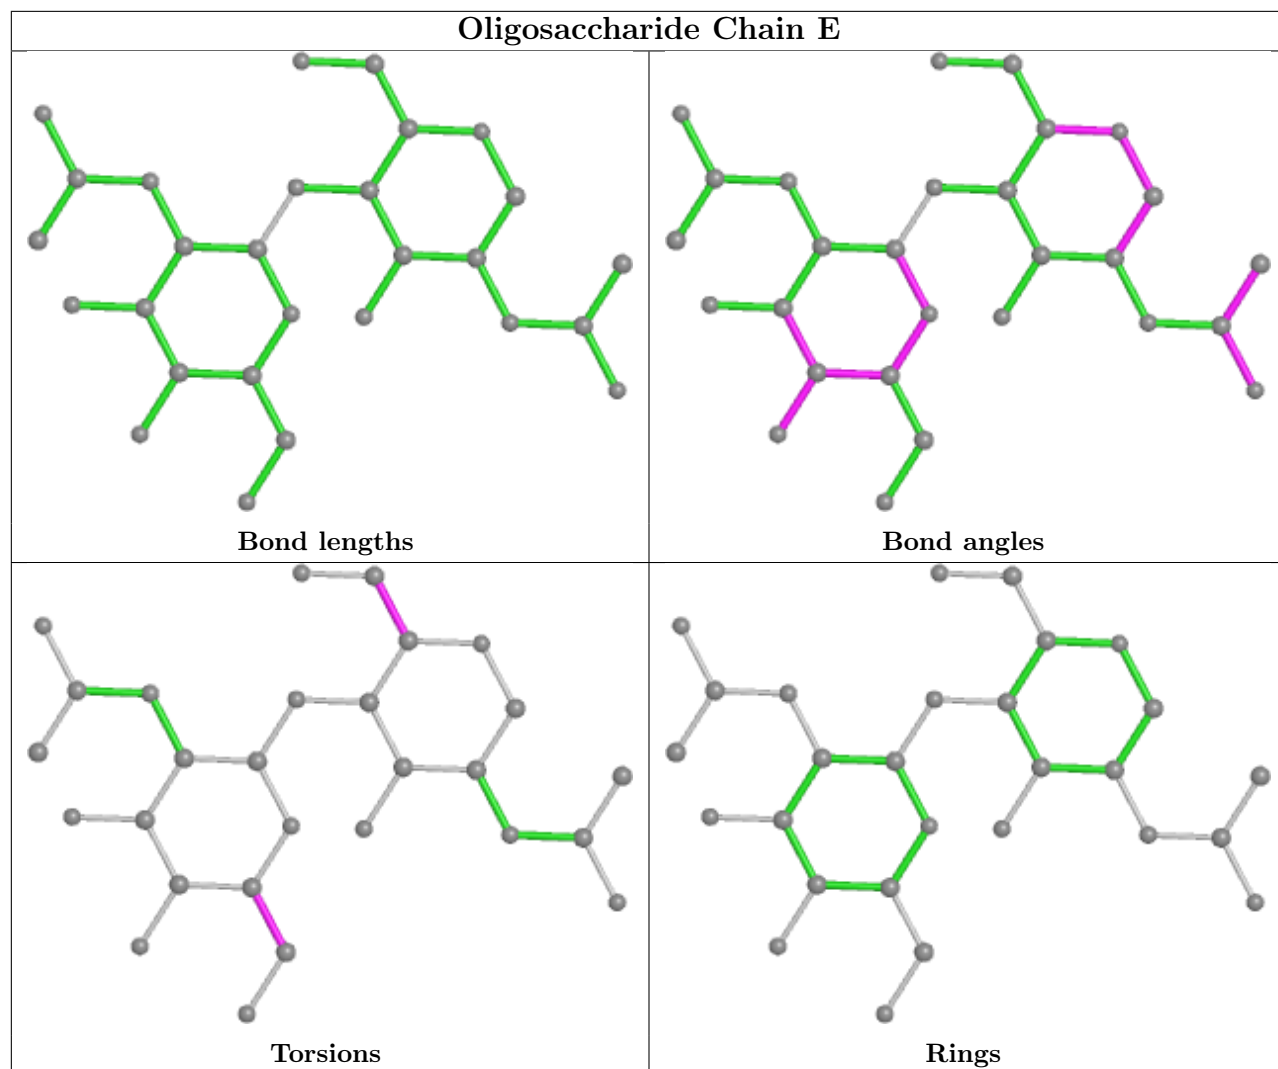 Oligosaccharide Chain E
Bond lengths
Bond angles
Torsions
Rings